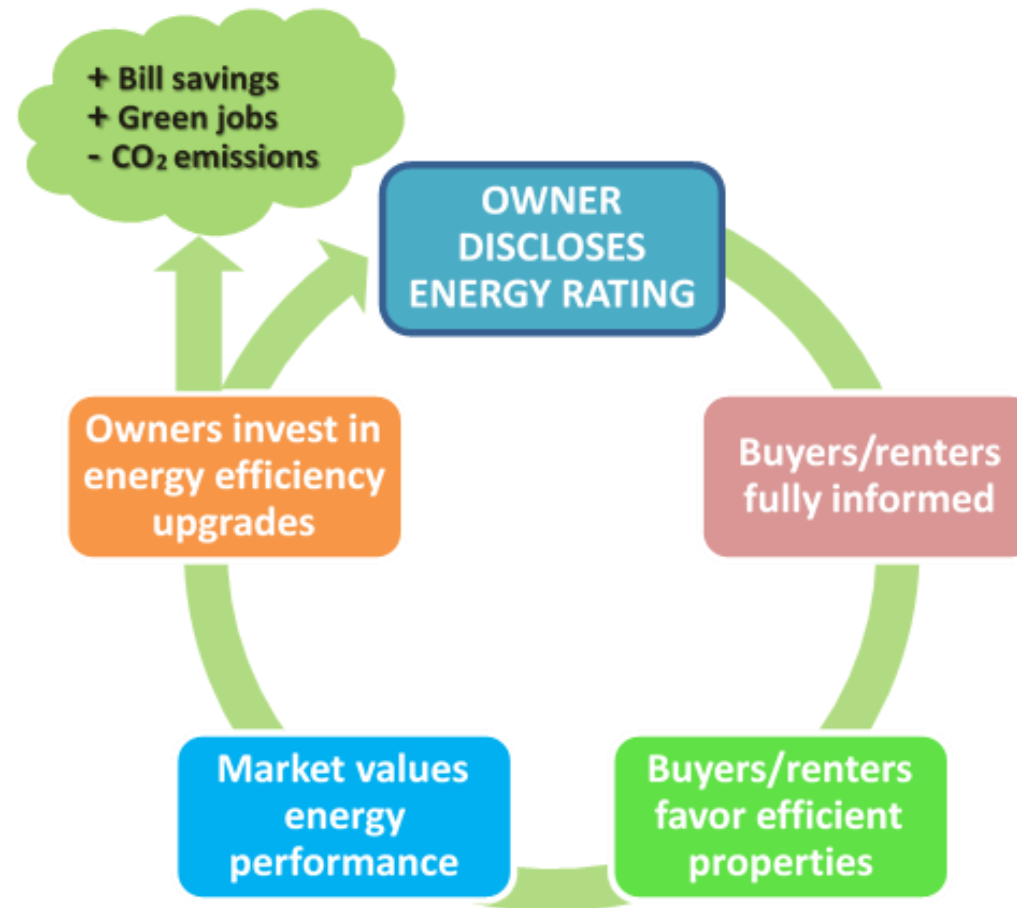 + Bill savings
+ Green jobs
- CO₂ emissions
OWNER
DISCLOSES
ENERGY RATING
Owners invest in
energy efficiency
upgrades
Buyers/renters
fully informed
Market values
energy
performance
Buyers/renters
favor efficient
properties